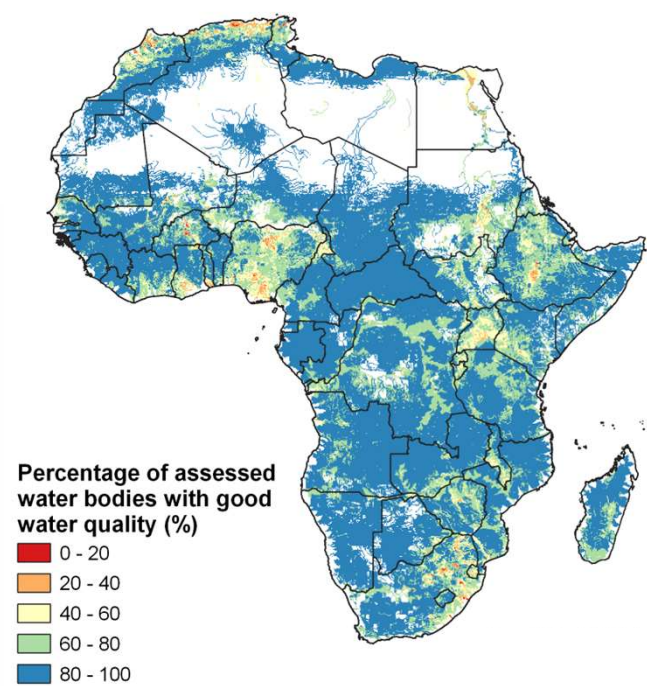 Percentage of assessed
water bodies with good
water quality (%)
0 - 20
20 - 40
40 - 60
60 - 80
80 - 100